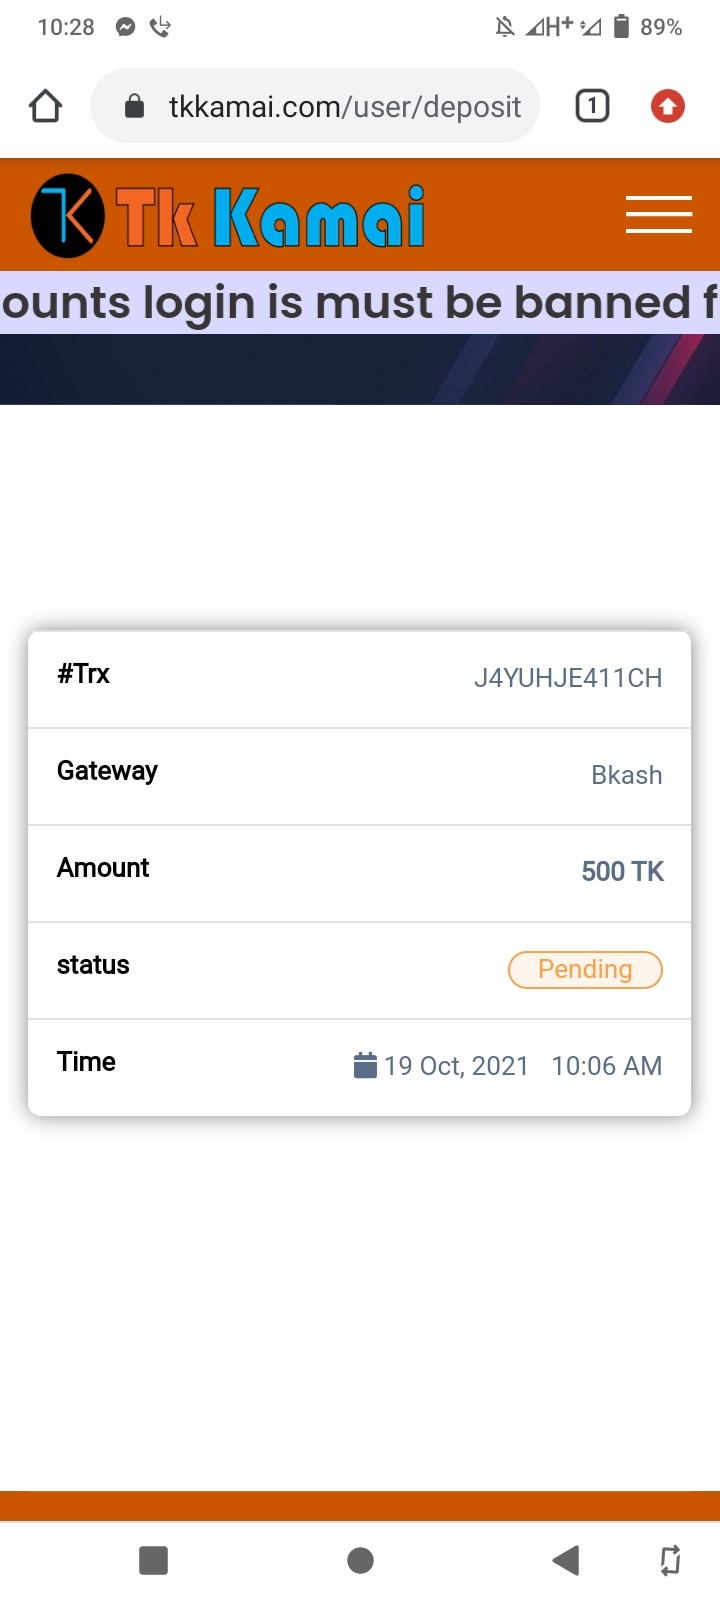 10:28
H+
89%
tkkamai.com/user/deposit
1
TK Tk Kamai
ounts login is must be banned f
#Trx J4YUHJE411CH
Gateway Bkash
Amount 500 TK
status Pending
Time 19 Oct, 2021 10:06 AM